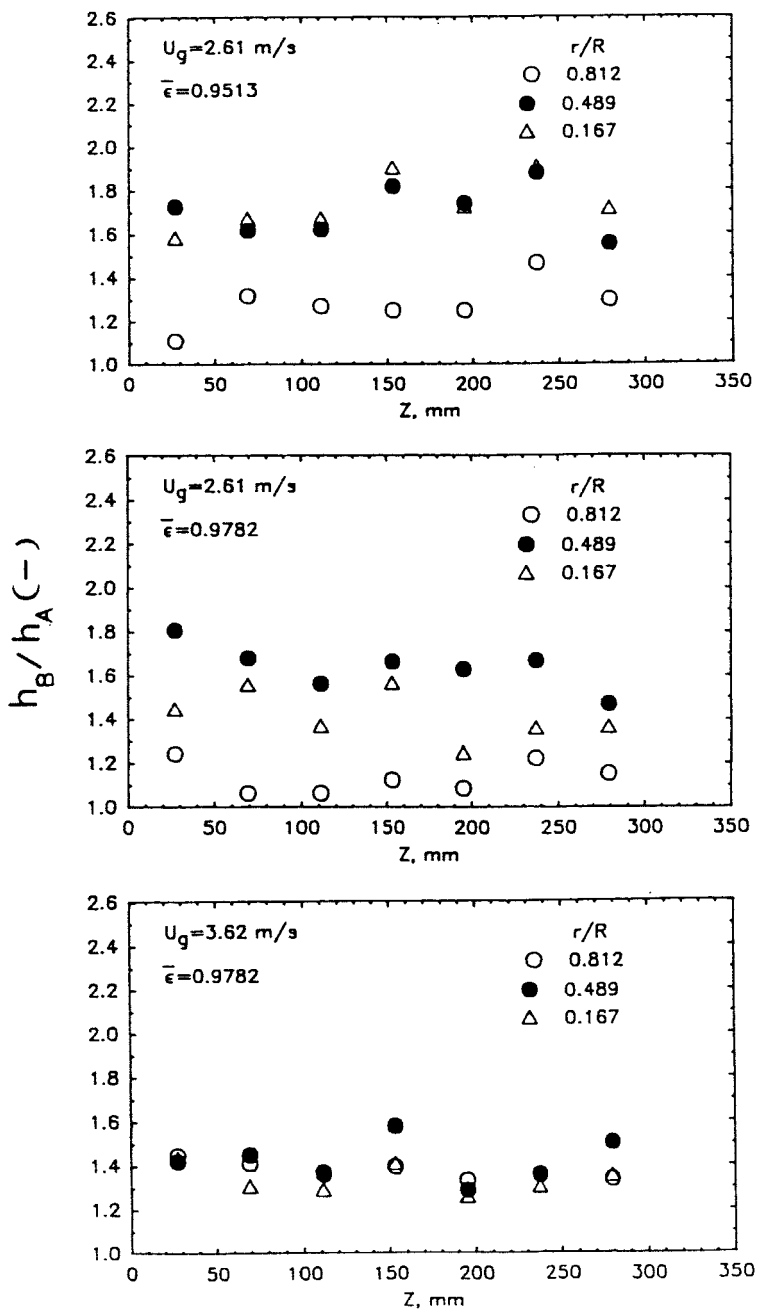 h_B / h_A (-)
2.6
2.4
2.2
2.0
1.8
1.6
1.4
1.2
1.0
U_g=2.61 m/s
ε̅=0.9513
r/R
○ 0.812
● 0.489
△ 0.167
0 50 100 150 200 250 300 350
Z, mm
2.6
2.4
2.2
2.0
1.8
1.6
1.4
1.2
1.0
U_g=2.61 m/s
ε̅=0.9782
r/R
○ 0.812
● 0.489
△ 0.167
0 50 100 150 200 250 300 350
Z, mm
2.6
2.4
2.2
2.0
1.8
1.6
1.4
1.2
1.0
U_g=3.62 m/s
ε̅=0.9782
r/R
○ 0.812
● 0.489
△ 0.167
0 50 100 150 200 250 300 350
Z, mm